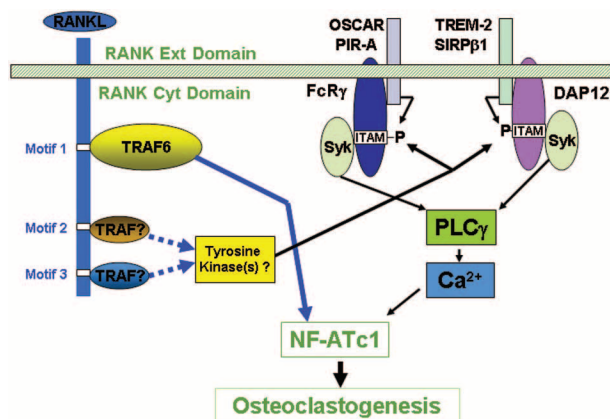 RANKL
OSCAR
PIR-A
TREM-2
SIRPβ1
RANK Ext Domain
RANK Cyt Domain
FcRγ
DAP12
Motif 1
TRAF6
Syk
ITAM
P
P
ITAM
Syk
Motif 2
TRAF?
Tyrosine
Kinase(s) ?
PLCγ
Motif 3
TRAF?
Ca2+
NF-ATc1
Osteoclastogenesis